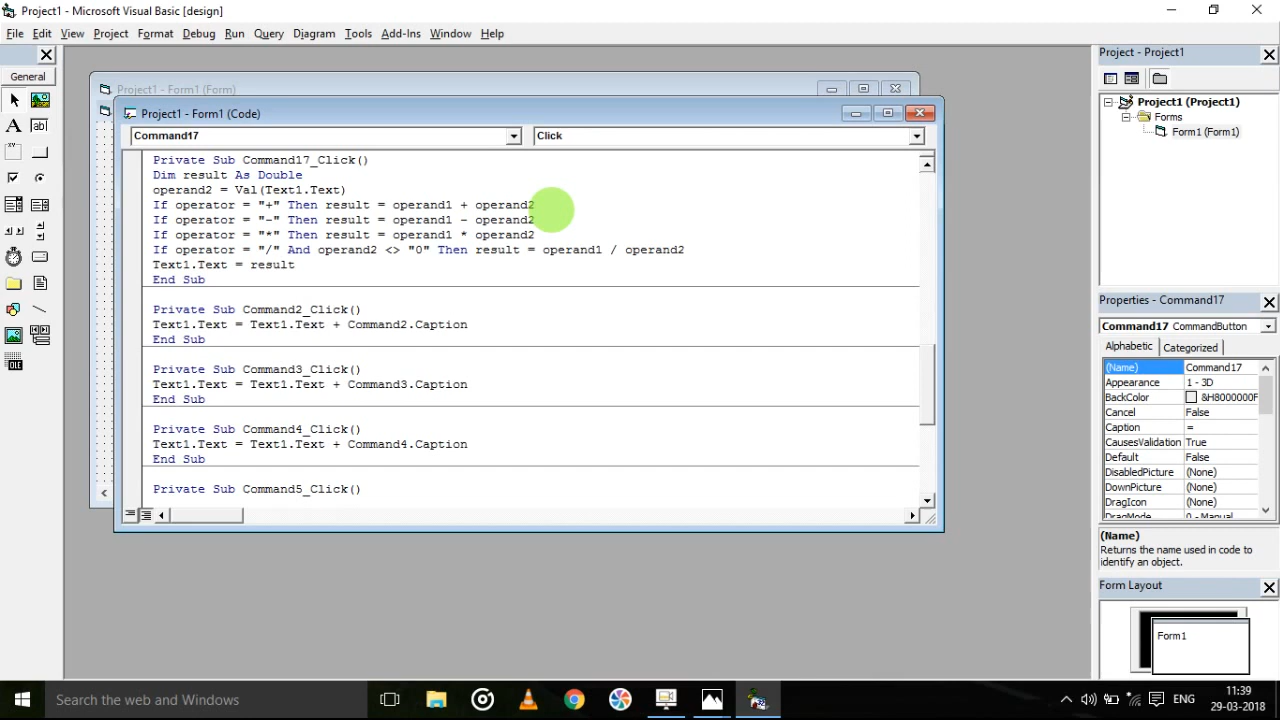 Project1 - Microsoft Visual Basic [design]
File Edit View Project Format Debug Run Query Diagram Tools Add-Ins Window Help
General
Project1 - Form1 (Form)
Project1 - Form1 (Code)
Command17 Click
Private Sub Command17_Click()
Dim result As Double
operand2 = Val(Text1.Text)
If operator = "+" Then result = operand1 + operand2
If operator = "-" Then result = operand1 - operand2
If operator = "*" Then result = operand1 * operand2
If operator = "/" And operand2 <> "0" Then result = operand1 / operand2
Text1.Text = result
End Sub
Private Sub Command2_Click()
Text1.Text = Text1.Text + Command2.Caption
End Sub
Private Sub Command3_Click()
Text1.Text = Text1.Text + Command3.Caption
End Sub
Private Sub Command4_Click()
Text1.Text = Text1.Text + Command4.Caption
End Sub
Private Sub Command5_Click()
Project - Project1
Project1 (Project1)
Forms
Form1 (Form1)
Properties - Command17
Command17 CommandButton
Alphabetic Categorized
(Name) Command17
Appearance 1 - 3D
BackColor &H8000000F
Cancel False
Caption =
CausesValidation True
Default False
DisabledPicture (None)
DownPicture (None)
DragIcon (None)
DragMode 0 - Manual
(Name)
Returns the name used in code to
identify an object.
Form Layout
Form1
Search the web and Windows
ENG
11:39
29-03-2018